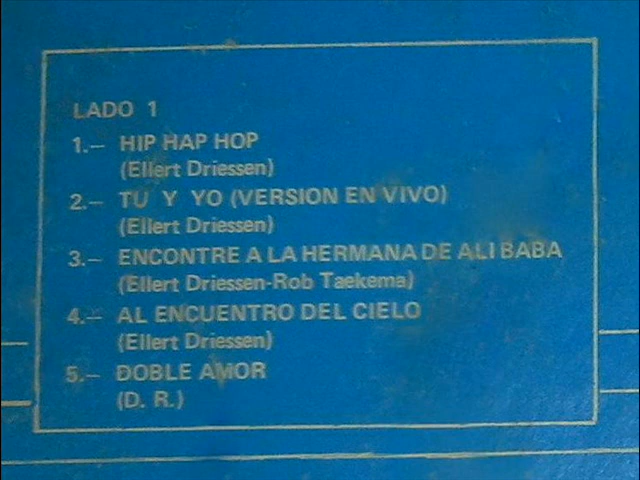 LADO 1
1.- HIP HAP HOP
(Ellert Driessen)
2.- TU Y YO (VERSION EN VIVO)
(Ellert Driessen)
3.- ENCONTRE A LA HERMANA DE ALI BABA
(Ellert Driessen-Rob Taekema)
4.- AL ENCUENTRO DEL CIELO
(Ellert Driessen)
5.- DOBLE AMOR
(D. R.)